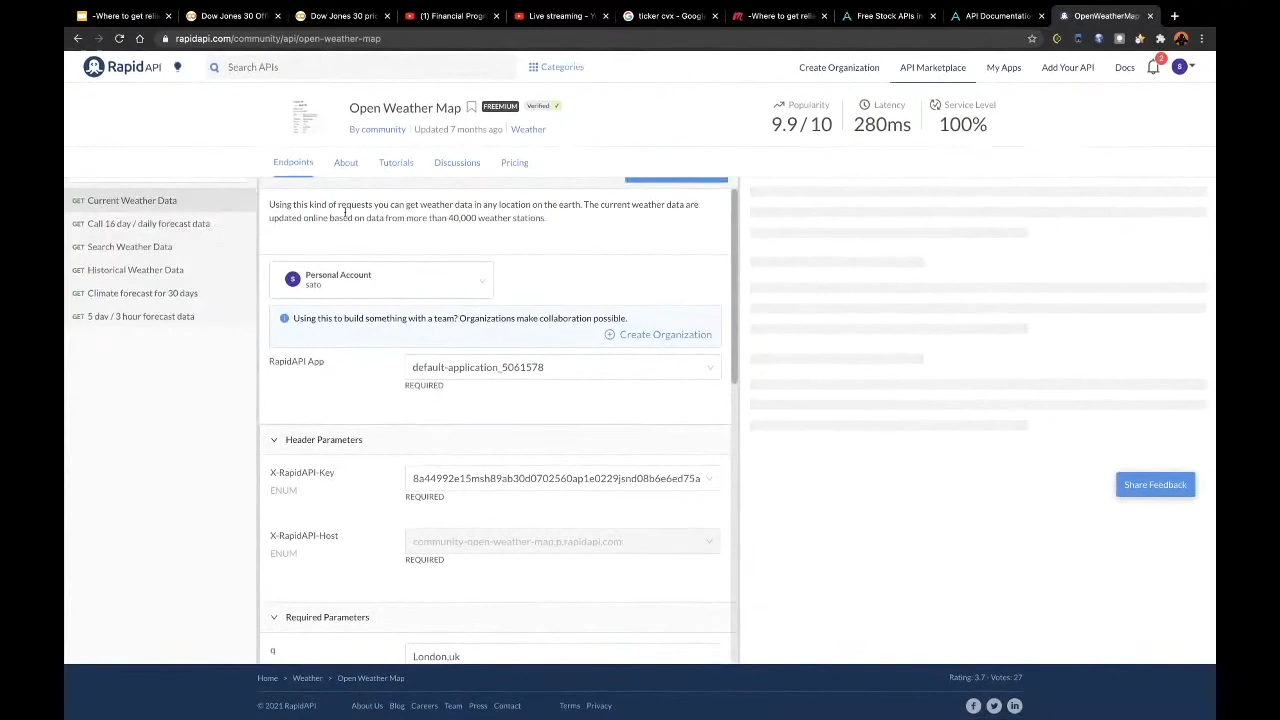 -Where to get relia
Dow Jones 30 Offi
Dow Jones 30 pric
(1) Financial Prog
Live streaming - Yo
ticker cvx - Google
-Where to get relia
Free Stock APIs in
API Documentation
OpenWeatherMap
rapidapi.com/community/api/open-weather-map
Rapid API
Search APIs
Categories
Create Organization
API Marketplace
My Apps
Add Your API
Docs
2
S
Open Weather Map
FREEMIUM
Verified ✓
By community
Updated 7 months ago
Weather
Popularity
9.9 / 10
Latency
280ms
Service Level
100%
Endpoints
About
Tutorials
Discussions
Pricing
GET Current Weather Data
GET Call 16 day / daily forecast data
GET Search Weather Data
GET Historical Weather Data
GET Climate forecast for 30 days
GET 5 day / 3 hour forecast data
Using this kind of requests you can get weather data in any location on the earth. The current weather data are
updated online based on data from more than 40,000 weather stations.
S
Personal Account
sato
Using this to build something with a team? Organizations make collaboration possible.
Create Organization
RapidAPI App
default-application_5061578
REQUIRED
Header Parameters
X-RapidAPI-Key
ENUM
8a44992e15msh89ab30d0702560ap1e0229jsnd08b6e6ed75a
REQUIRED
X-RapidAPI-Host
ENUM
community-open-weather-map.p.rapidapi.com
REQUIRED
Required Parameters
q
London,uk
Share Feedback
Home > Weather > Open Weather Map
Rating: 3.7 - Votes: 27
© 2021 RapidAPI
About Us
Blog
Careers
Team
Press
Contact
Terms
Privacy